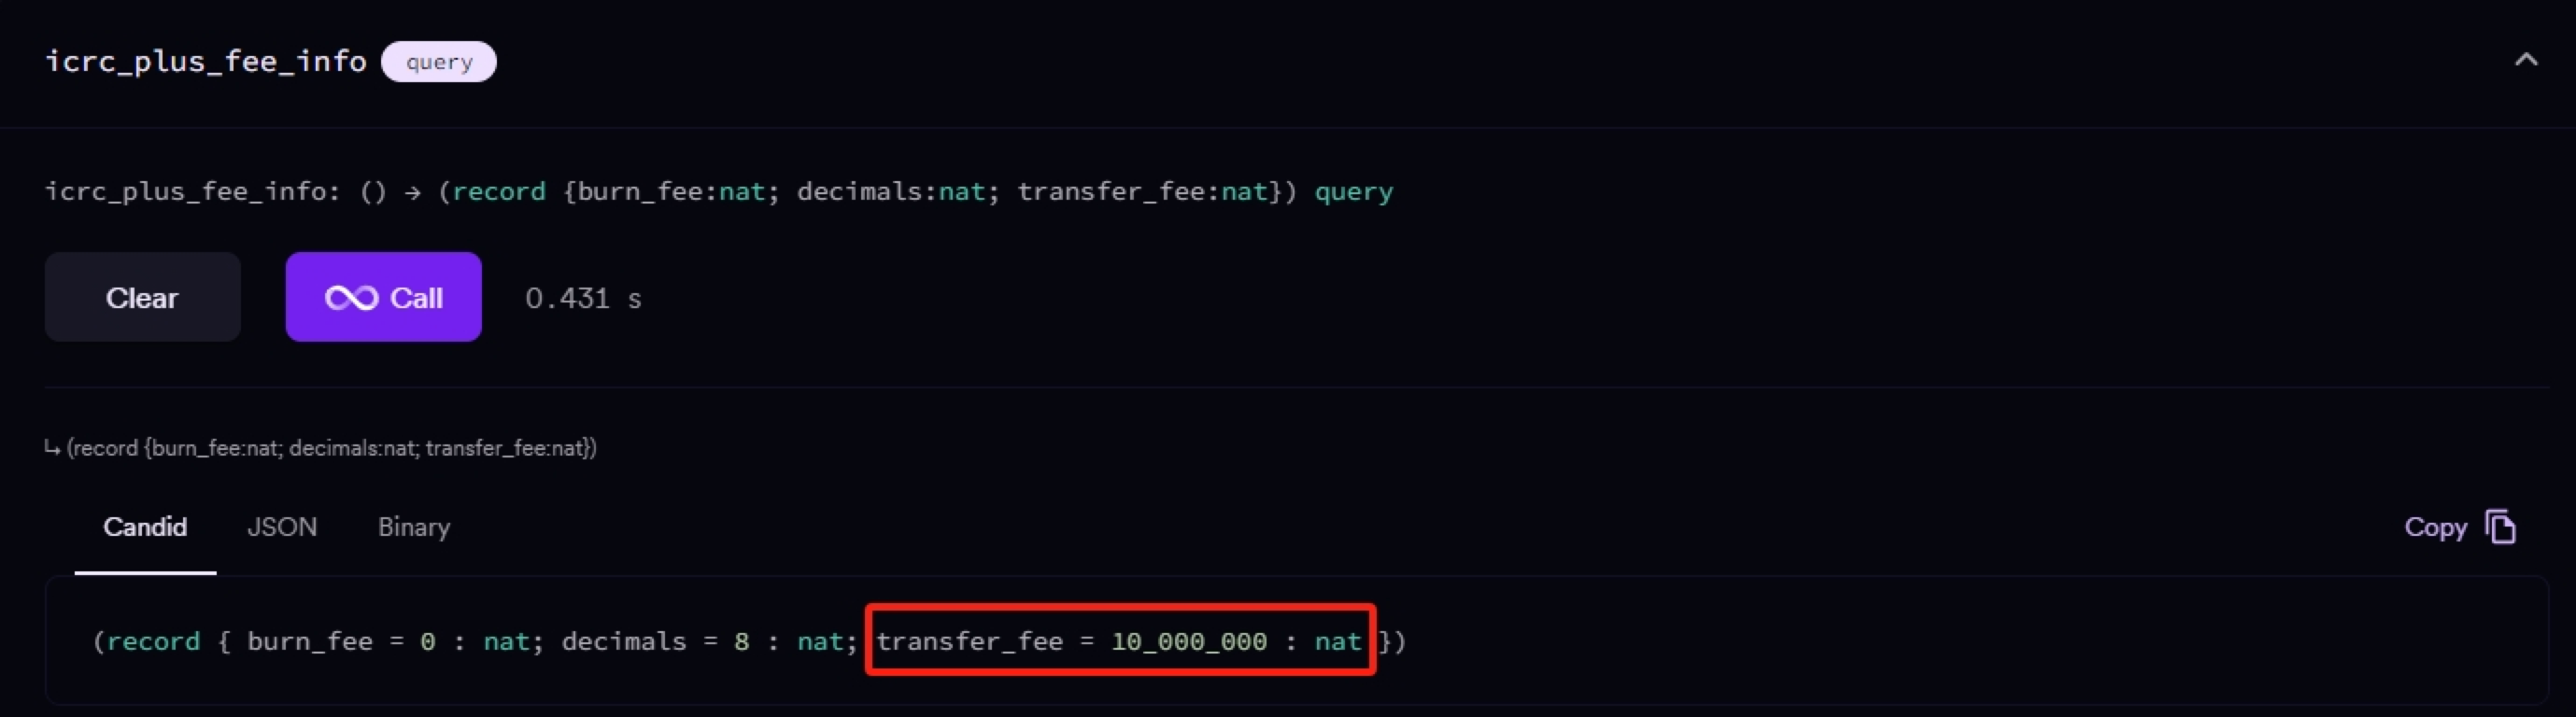 icrc_plus_fee_info query
icrc_plus_fee_info: () → (record {burn_fee:nat; decimals:nat; transfer_fee:nat}) query
Clear Call 0.431 s
↳ (record {burn_fee:nat; decimals:nat; transfer_fee:nat})
Candid JSON Binary Copy
(record { burn_fee = 0 : nat; decimals = 8 : nat; transfer_fee = 10_000_000 : nat })